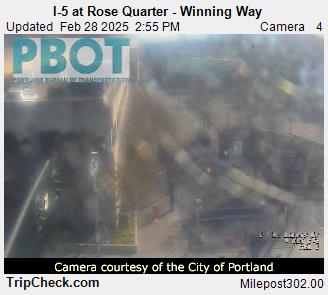 I-5 at Rose Quarter - Winning Way
Updated Feb 28 2025 2:55 PM Camera 4
PBOT
PORTLAND BUREAU OF TRANSPORTATION
Camera courtesy of the City of Portland
TripCheck.com Milepost302.00